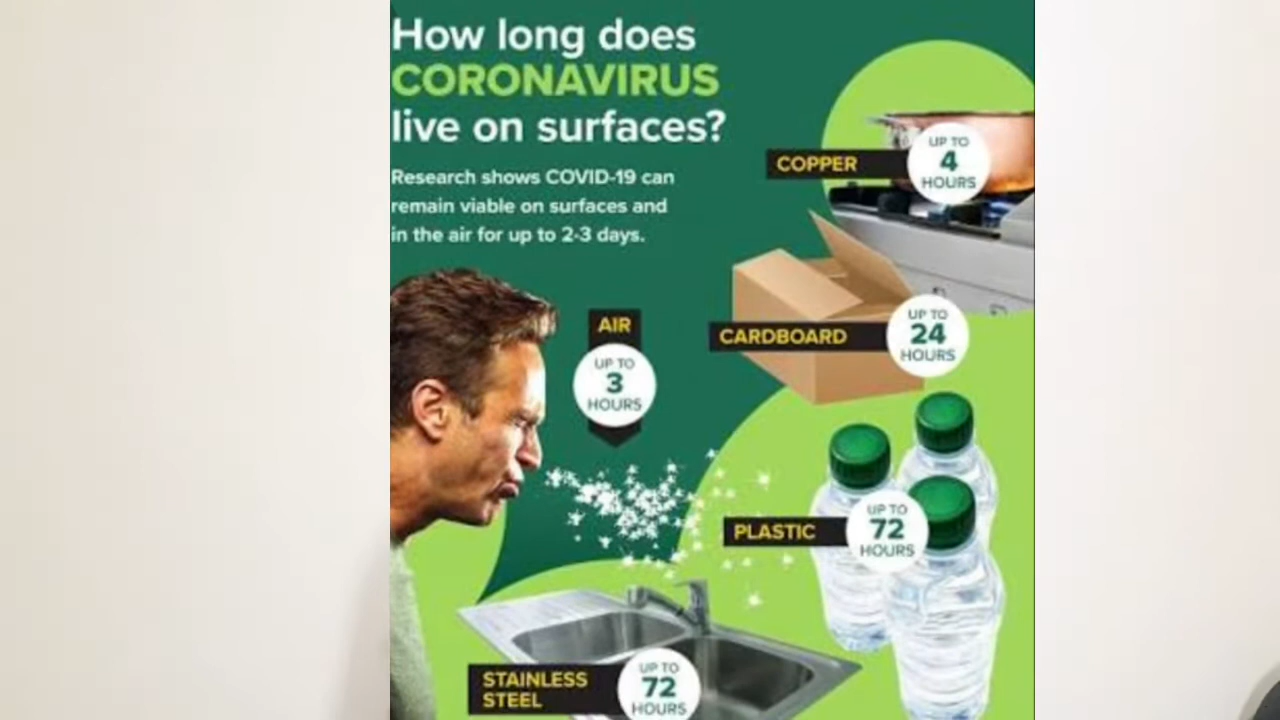 How long does
CORONAVIRUS
live on surfaces?
Research shows COVID-19 can
remain viable on surfaces and
in the air for up to 2-3 days.
COPPER
UP TO
4
HOURS
AIR
UP TO
3
HOURS
CARDBOARD
UP TO
24
HOURS
PLASTIC
UP TO
72
HOURS
STAINLESS
STEEL
UP TO
72
HOURS